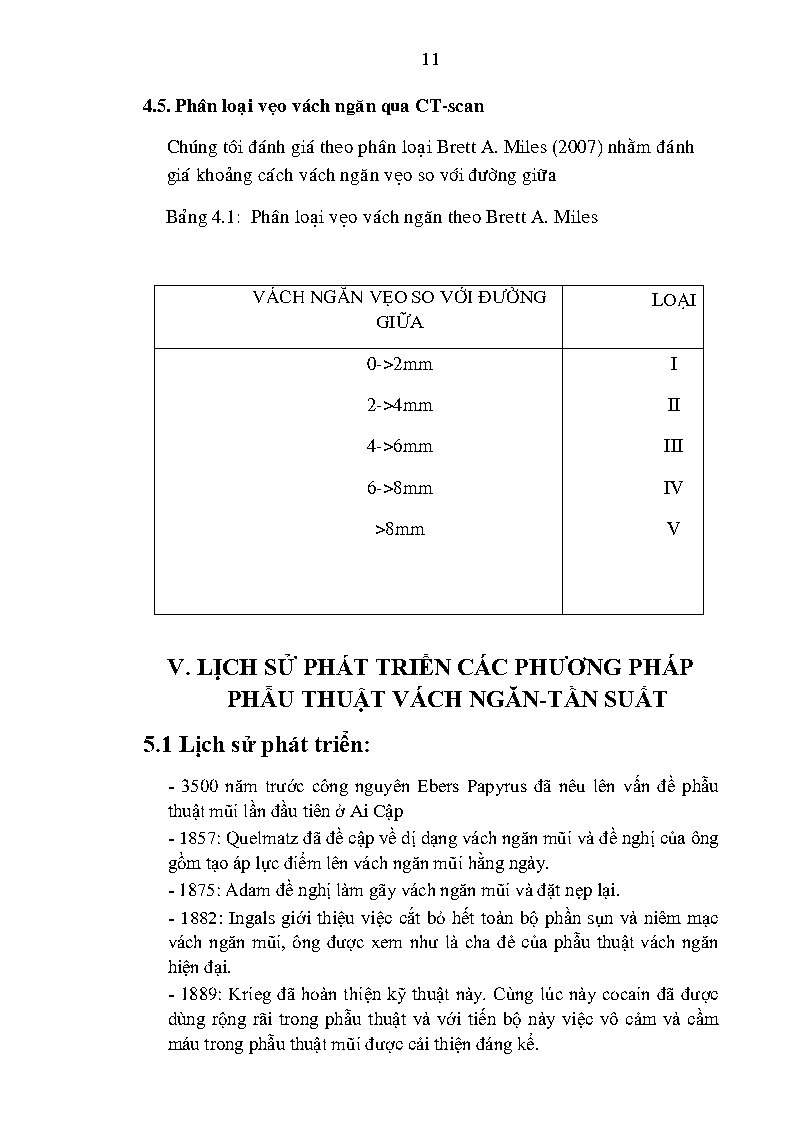 11
4.5. Phân loại vẹo vách ngăn qua CT-scan
Chúng tôi đánh giá theo phân loại Brett A. Miles (2007) nhằm đánh
giá khoảng cách vách ngăn vẹo so với đường giữa
Bảng 4.1: Phân loại vẹo vách ngăn theo Brett A. Miles
VÁCH NGĂN VẸO SO VỚI ĐƯỜNG
GIỮA
LOẠI
0->2mm I
2->4mm II
4->6mm III
6->8mm IV
>8mm V
V. LỊCH SỬ PHÁT TRIỂN CÁC PHƯƠNG PHÁP
PHẪU THUẬT VÁCH NGĂN-TẦN SUẤT
5.1 Lịch sử phát triển:
- 3500 năm trước công nguyên Ebers Papyrus đã nêu lên vấn đề phẫu
thuật mũi lần đầu tiên ở Ai Cập
- 1857: Quelmatz đã đề cập về dị dạng vách ngăn mũi và đề nghị của ông
gồm tạo áp lực điểm lên vách ngăn mũi hằng ngày.
- 1875: Adam đề nghị làm gãy vách ngăn mũi và đặt nẹp lại.
- 1882: Ingals giới thiệu việc cắt bỏ hết toàn bộ phần sụn và niêm mạc
vách ngăn mũi, ông được xem như là cha đẻ của phẫu thuật vách ngăn
hiện đại.
- 1889: Krieg đã hoàn thiện kỹ thuật này. Cùng lúc này cocain đã được
dùng rộng rãi trong phẫu thuật và với tiến bộ này việc vô cảm và cầm
máu trong phẫu thuật mũi được cải thiện đáng kể.